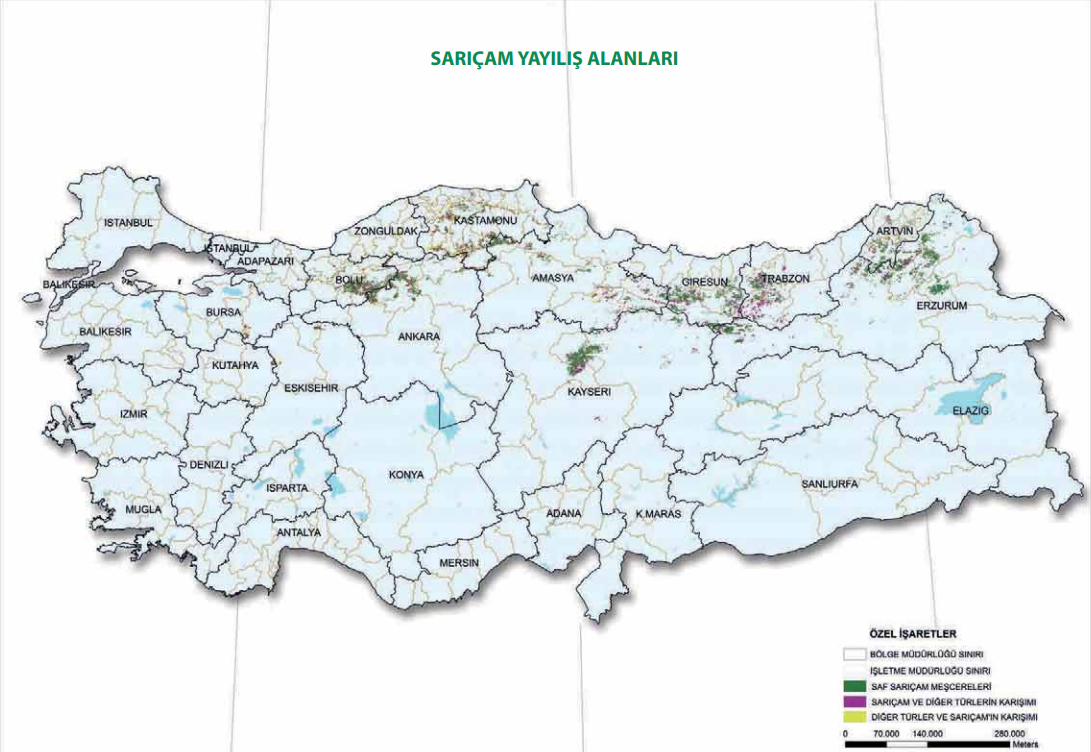 SARIÇAM YAYILIŞ ALANLARI
ISTANBUL
ZONGULDAK
KASTAMONU
ARTVIN
ISTANBUL
ADAPAZARI
BOLU
AMASYA
GIRESUN
TRABZON
BALIKESIR
BURSA
ERZURUM
BALIKESIR
ANKARA
KUTAHYA
ESKISEHIR
KAYSERI
IZMIR
ELAZIG
DENIZLI
KONYA
ISPARTA
SANLIURFA
MUGLA
ADANA
K.MARAS
ANTALYA
MERSIN
ÖZEL İŞARETLER
BÖLGE MÜDÜRLÜĞÜ SINIRI
IŞLETME MÜDÜRLÜĞÜ SINIRI
SAF SARIÇAM MEŞCERELERİ
SARIÇAM VE DİĞER TÜRLERİN KARIŞIMI
DİĞER TÜRLER VE SARIÇAM'IN KARIŞIMI
0 70.000 140.000 280.000
Meters